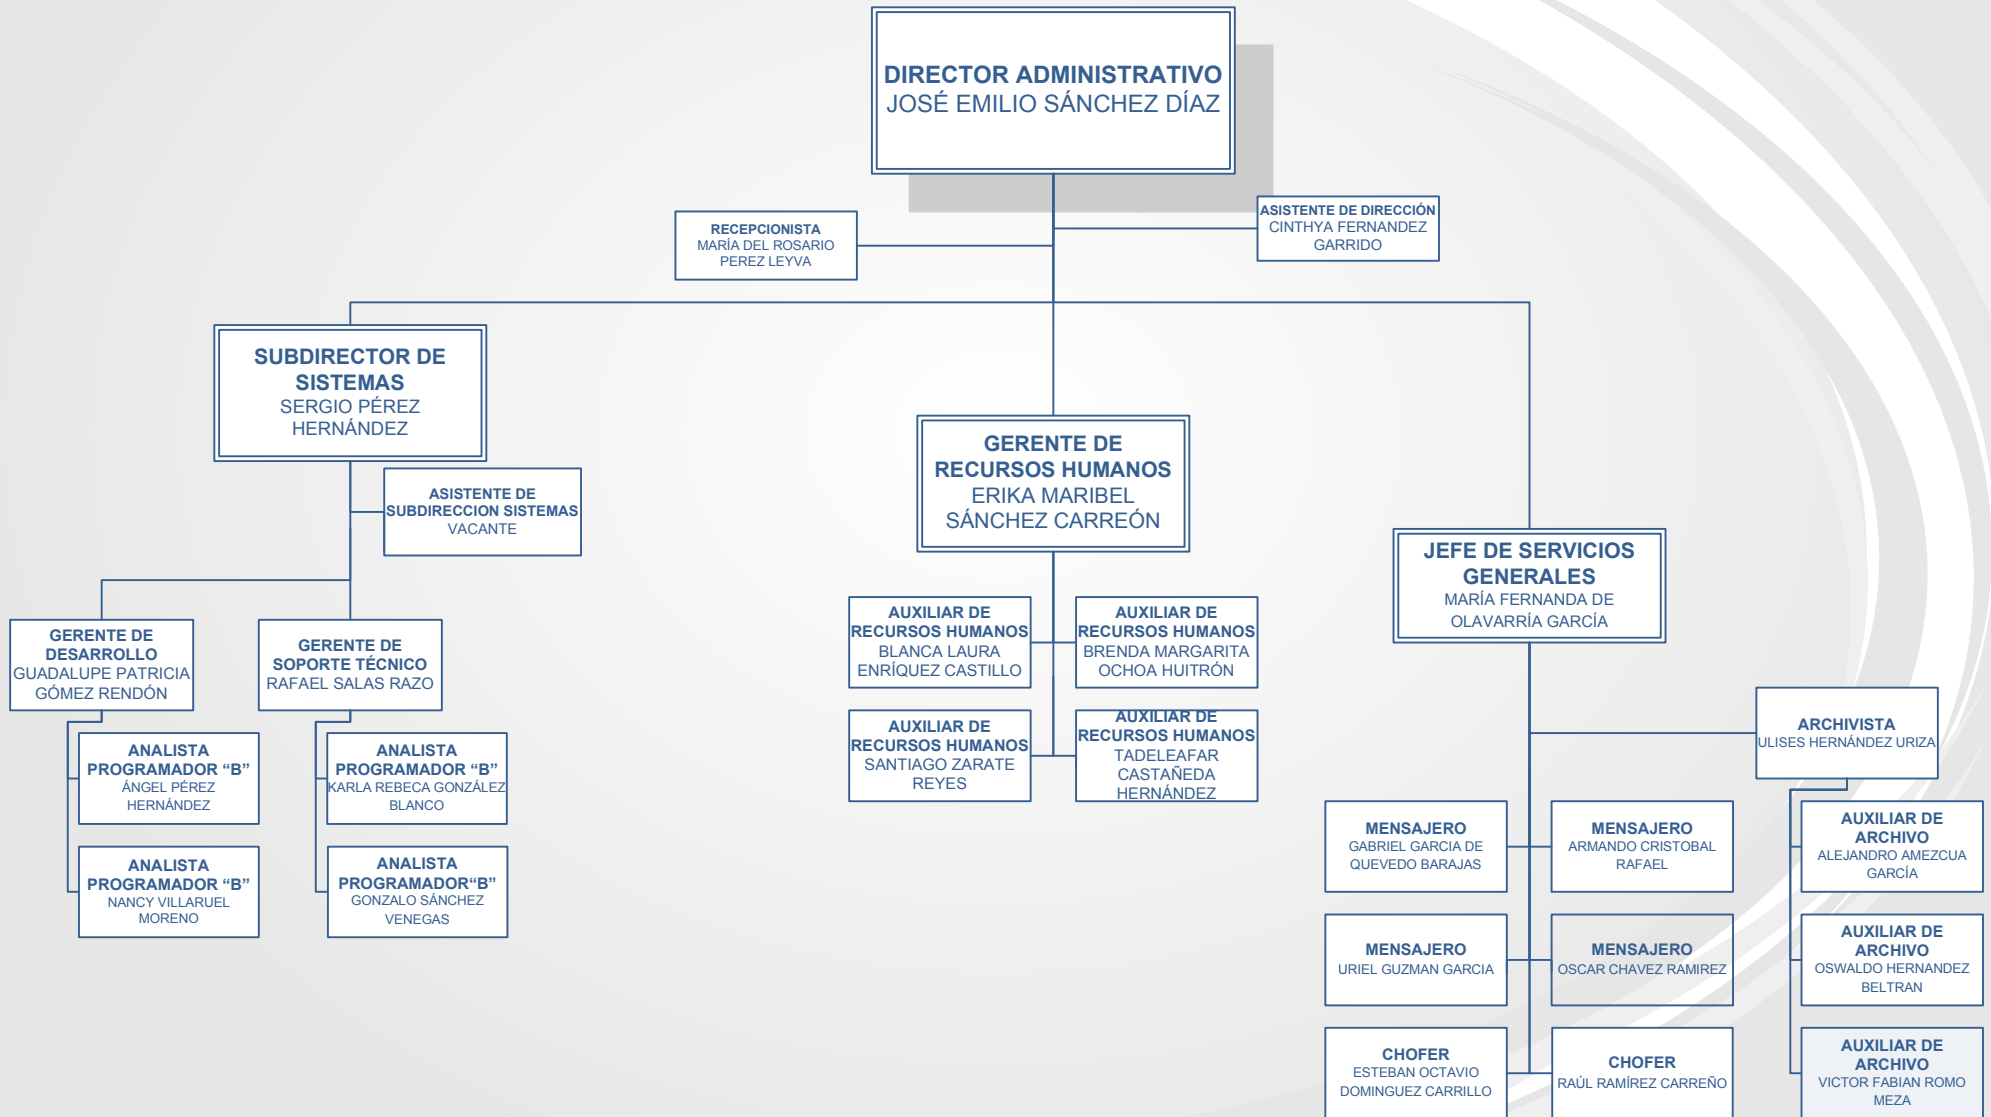 DIRECTOR ADMINISTRATIVO
JOSÉ EMILIO SÁNCHEZ DÍAZ
RECEPCIONISTA
MARÍA DEL ROSARIO
PEREZ LEYVA
ASISTENTE DE DIRECCIÓN
CINTHYA FERNANDEZ
GARRIDO
SUBDIRECTOR DE
SISTEMAS
SERGIO PÉREZ
HERNÁNDEZ
ASISTENTE DE
SUBDIRECCION SISTEMAS
VACANTE
GERENTE DE
RECURSOS HUMANOS
ERIKA MARIBEL
SÁNCHEZ CARREÓN
JEFE DE SERVICIOS
GENERALES
MARÍA FERNANDA DE
OLAVARRÍA GARCÍA
GERENTE DE
DESARROLLO
GUADALUPE PATRICIA
GÓMEZ RENDÓN
GERENTE DE
SOPORTE TÉCNICO
RAFAEL SALAS RAZO
AUXILIAR DE
RECURSOS HUMANOS
BLANCA LAURA
ENRÍQUEZ CASTILLO
AUXILIAR DE
RECURSOS HUMANOS
BRENDA MARGARITA
OCHOA HUITRÓN
AUXILIAR DE
RECURSOS HUMANOS
SANTIAGO ZARATE
REYES
AUXILIAR DE
RECURSOS HUMANOS
TADELEAFAR
CASTAÑEDA
HERNÁNDEZ
ARCHIVISTA
ULISES HERNÁNDEZ URIZA
ANALISTA
PROGRAMADOR “B”
ÁNGEL PÉREZ
HERNÁNDEZ
ANALISTA
PROGRAMADOR “B”
KARLA REBECA GONZÁLEZ
BLANCO
ANALISTA
PROGRAMADOR “B”
NANCY VILLARUEL
MORENO
ANALISTA
PROGRAMADOR“B”
GONZALO SÁNCHEZ
VENEGAS
MENSAJERO
GABRIEL GARCIA DE
QUEVEDO BARAJAS
MENSAJERO
ARMANDO CRISTOBAL
RAFAEL
AUXILIAR DE
ARCHIVO
ALEJANDRO AMEZCUA
GARCÍA
MENSAJERO
URIEL GUZMAN GARCIA
MENSAJERO
OSCAR CHAVEZ RAMIREZ
AUXILIAR DE
ARCHIVO
OSWALDO HERNANDEZ
BELTRAN
CHOFER
ESTEBAN OCTAVIO
DOMINGUEZ CARRILLO
CHOFER
RAÚL RAMÍREZ CARREÑO
AUXILIAR DE
ARCHIVO
VICTOR FABIAN ROMO
MEZA